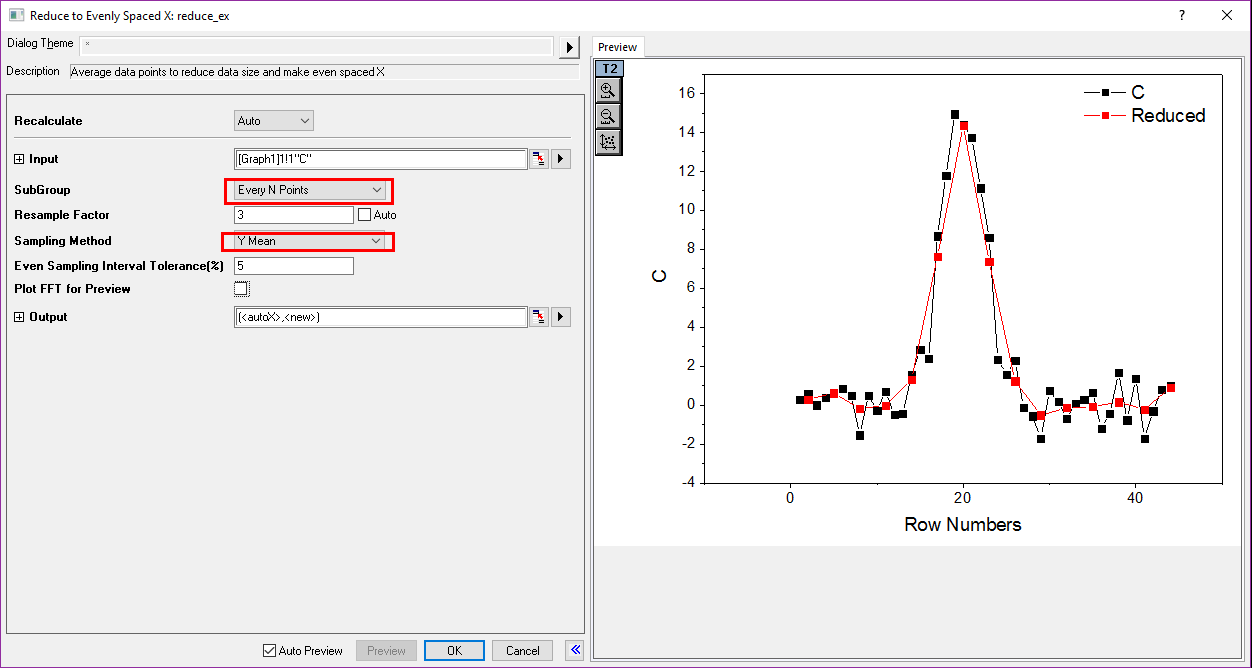 Reduce to Evenly Spaced X: reduce_ex
?
Dialog Theme *
Description Average data points to reduce data size and make even spaced X
Recalculate Auto
Input [Graph1]1!1"C"
SubGroup Every N Points
Resample Factor 3 Auto
Sampling Method Y Mean
Even Sampling Interval Tolerance(%) 5
Plot FFT for Preview
Output (<autoX>,<new>)
Auto Preview Preview OK Cancel
Preview
T2
C
Reduced
16
14
12
10
8
6
4
2
0
-2
-4
C
0 20 40
Row Numbers